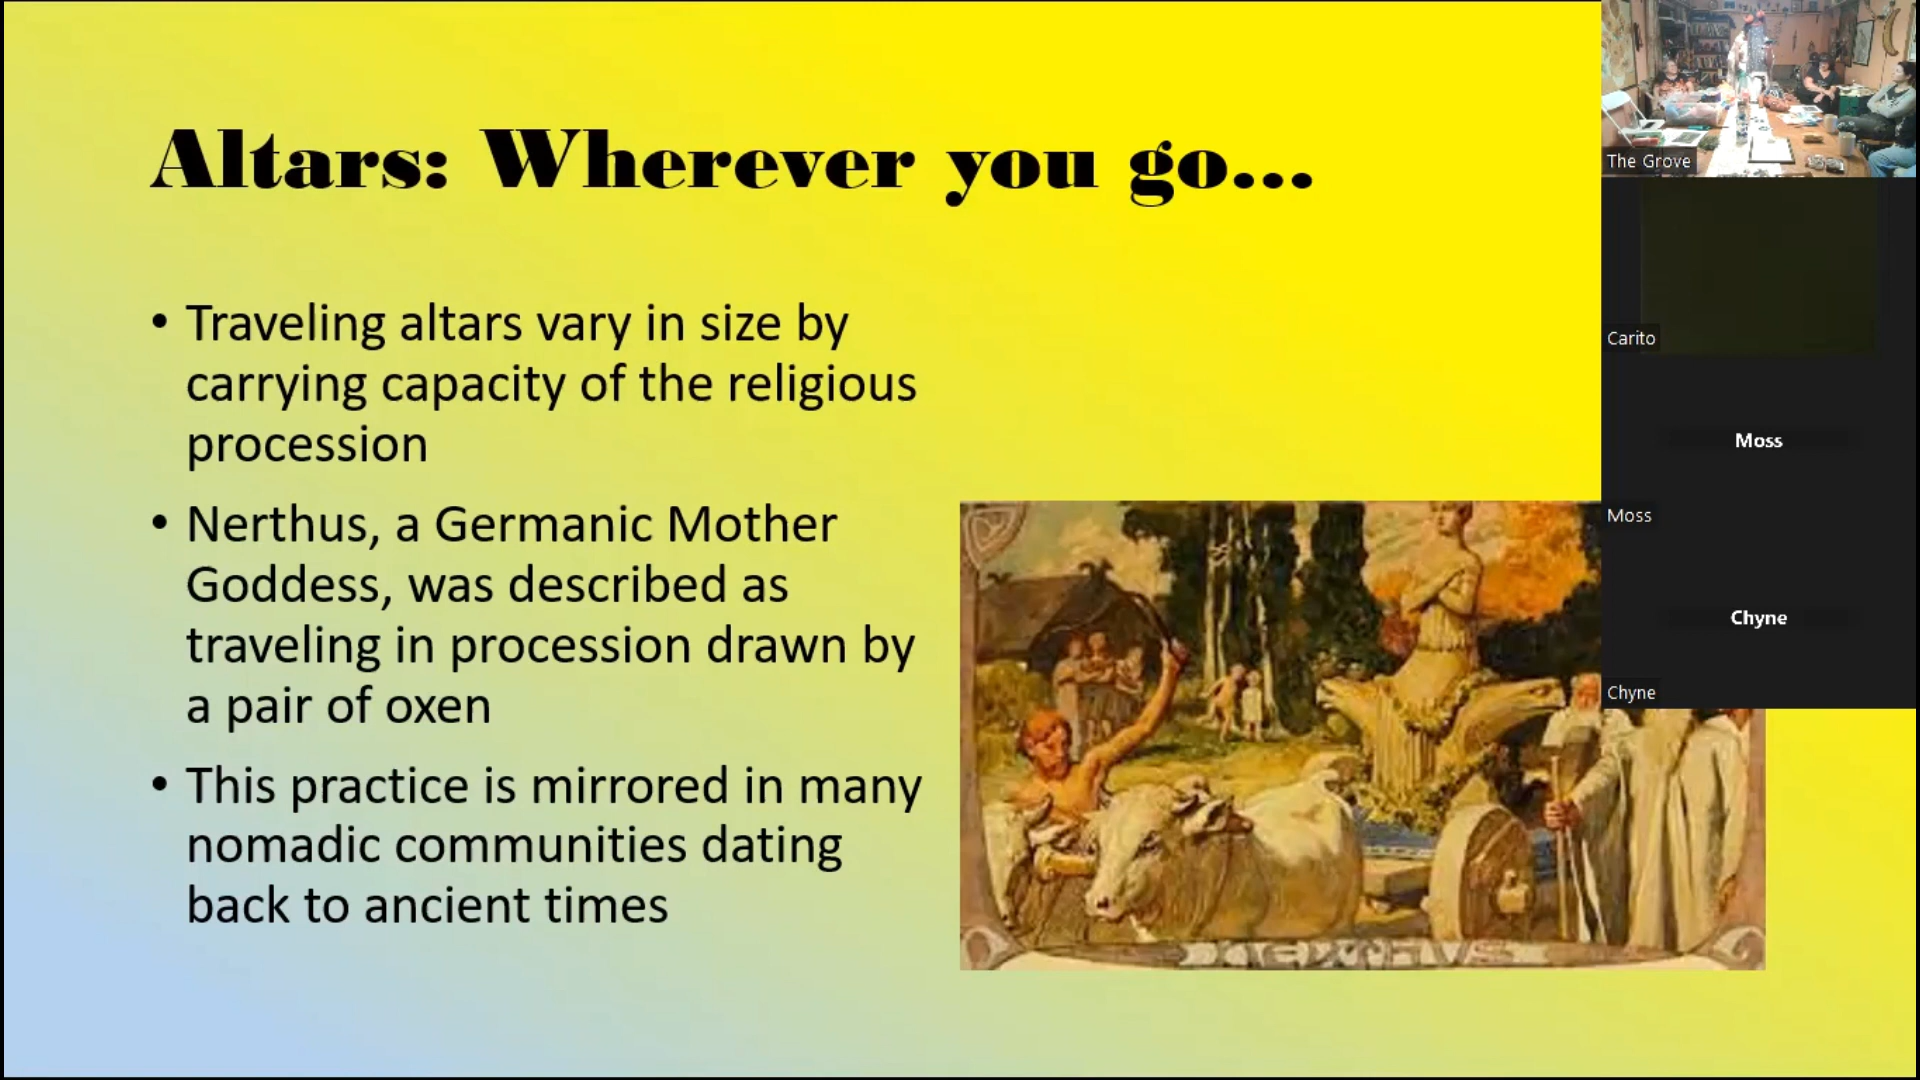 Altars: Wherever you go...
• Traveling altars vary in size by
carrying capacity of the religious
procession
• Nerthus, a Germanic Mother
Goddess, was described as
traveling in procession drawn by
a pair of oxen
• This practice is mirrored in many
nomadic communities dating
back to ancient times
The Grove
Carito
Moss
Moss
Chyne
Chyne